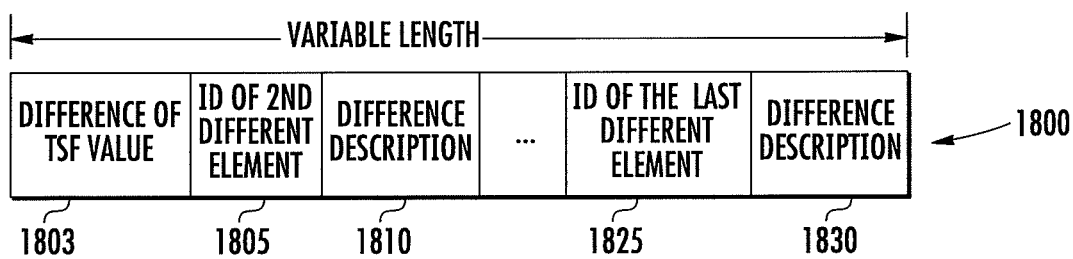 VARIABLE LENGTH
DIFFERENCE OF
TSF VALUE
ID OF 2ND
DIFFERENT
ELEMENT
DIFFERENCE
DESCRIPTION
...
ID OF THE LAST
DIFFERENT
ELEMENT
DIFFERENCE
DESCRIPTION
1800
1803
1805
1810
1825
1830